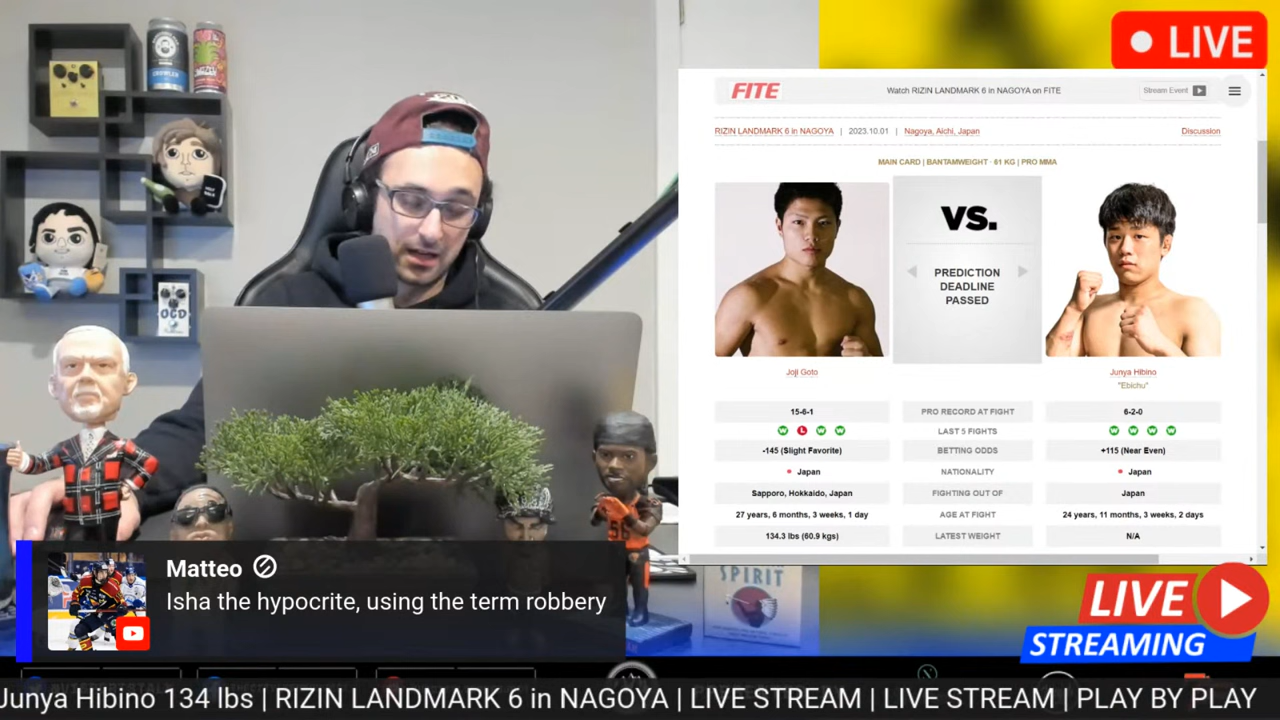 LIVE
FITE
Watch RIZIN LANDMARK 6 in NAGOYA on FITE
Stream Event
RIZIN LANDMARK 6 in NAGOYA | 2023.10.01 | Nagoya, Aichi, Japan
Discussion
MAIN CARD | BANTAMWEIGHT · 61 KG | PRO MMA
VS.
PREDICTION
DEADLINE
PASSED
Joji Goto
Junya Hibino
"Ebichu"
15-6-1 PRO RECORD AT FIGHT 6-2-0
W L W W LAST 5 FIGHTS W W W W
-145 (Slight Favorite) BETTING ODDS +115 (Near Even)
Japan NATIONALITY Japan
Sapporo, Hokkaido, Japan FIGHTING OUT OF Japan
27 years, 6 months, 3 weeks, 1 day AGE AT FIGHT 24 years, 11 months, 3 weeks, 2 days
134.3 lbs (60.9 kgs) LATEST WEIGHT N/A
OCD
56
SPIRIT
Matteo
Isha the hypocrite, using the term robbery
LIVE
STREAMING
Junya Hibino 134 lbs | RIZIN LANDMARK 6 in NAGOYA | LIVE STREAM | LIVE STREAM | PLAY BY PLAY